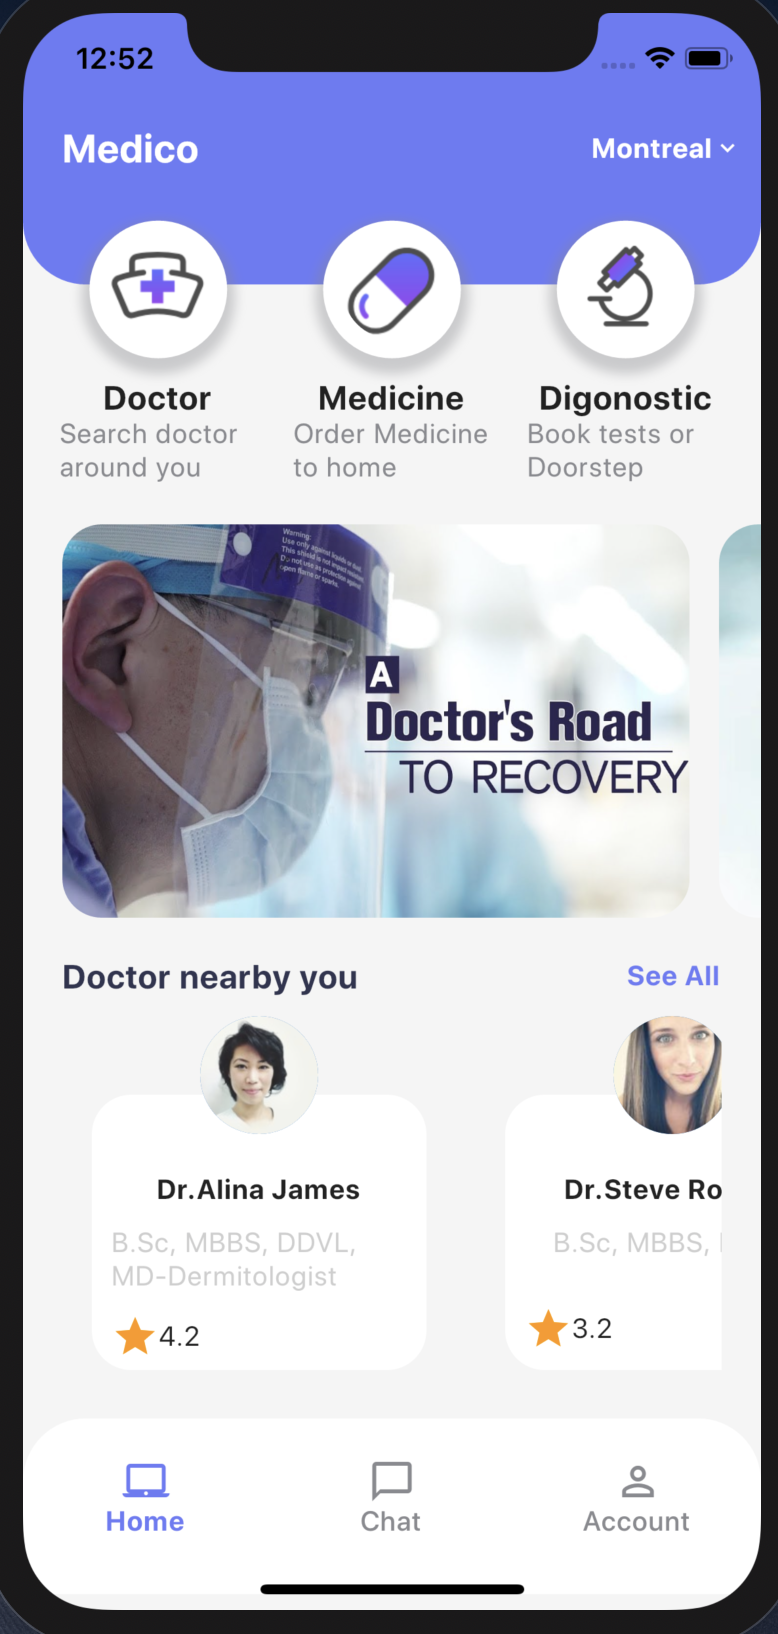 12:52
Medico
Montreal
Doctor
Medicine
Digonostic
Search doctor
around you
Order Medicine
to home
Book tests or
Doorstep
Warning:
Use only against liquids or dust.
This shield is not impact resistant.
Do not use as protection against
open flame or sparks.
A
Doctor's Road
TO RECOVERY
Doctor nearby you
See All
Dr.Alina James
B.Sc, MBBS, DDVL,
MD-Dermitologist
4.2
Dr.Steve Ro
B.Sc, MBBS,
3.2
Home
Chat
Account